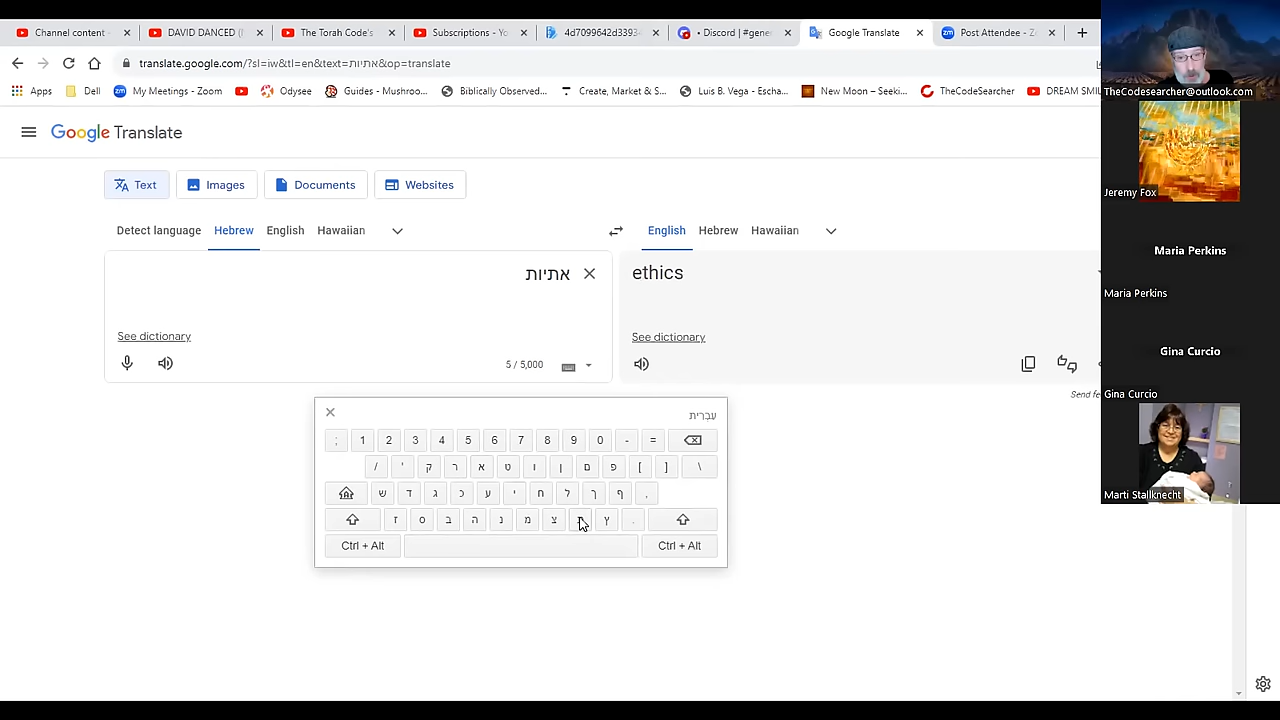 Channel content -
DAVID DANCED (
The Torah Code's
Subscriptions - Yo
4d7099642d3393
• Discord | #gene
Google Translate
Post Attendee - Z
translate.google.com/?sl=iw&tl=en&text=אתיות&op=translate
Apps
Dell
My Meetings - Zoom
Odysee
Guides - Mushroo...
Biblically Observed...
Create, Market & S...
Luis B. Vega - Escha...
New Moon – Seeki...
TheCodeSearcher
DREAM SMI
TheCodesearcher@outlook.com
Google Translate
Text
Images
Documents
Websites
Jeremy Fox
Detect language
Hebrew
English
Hawaiian
English
Hebrew
Hawaiian
Maria Perkins
Maria Perkins
אתיות
ethics
See dictionary
See dictionary
5 / 5,000
Gina Curcio
Send fe
Gina Curcio
עברית
; 1 2 3 4 5 6 7 8 9 0 - =
/ ' ק ר א ט ו ן ם פ [ ] \
ש ד ג כ ע י ח ל ך ף ,
ז ס ב ה נ מ צ ת ץ .
Ctrl + Alt
Ctrl + Alt
Marti Stallknecht